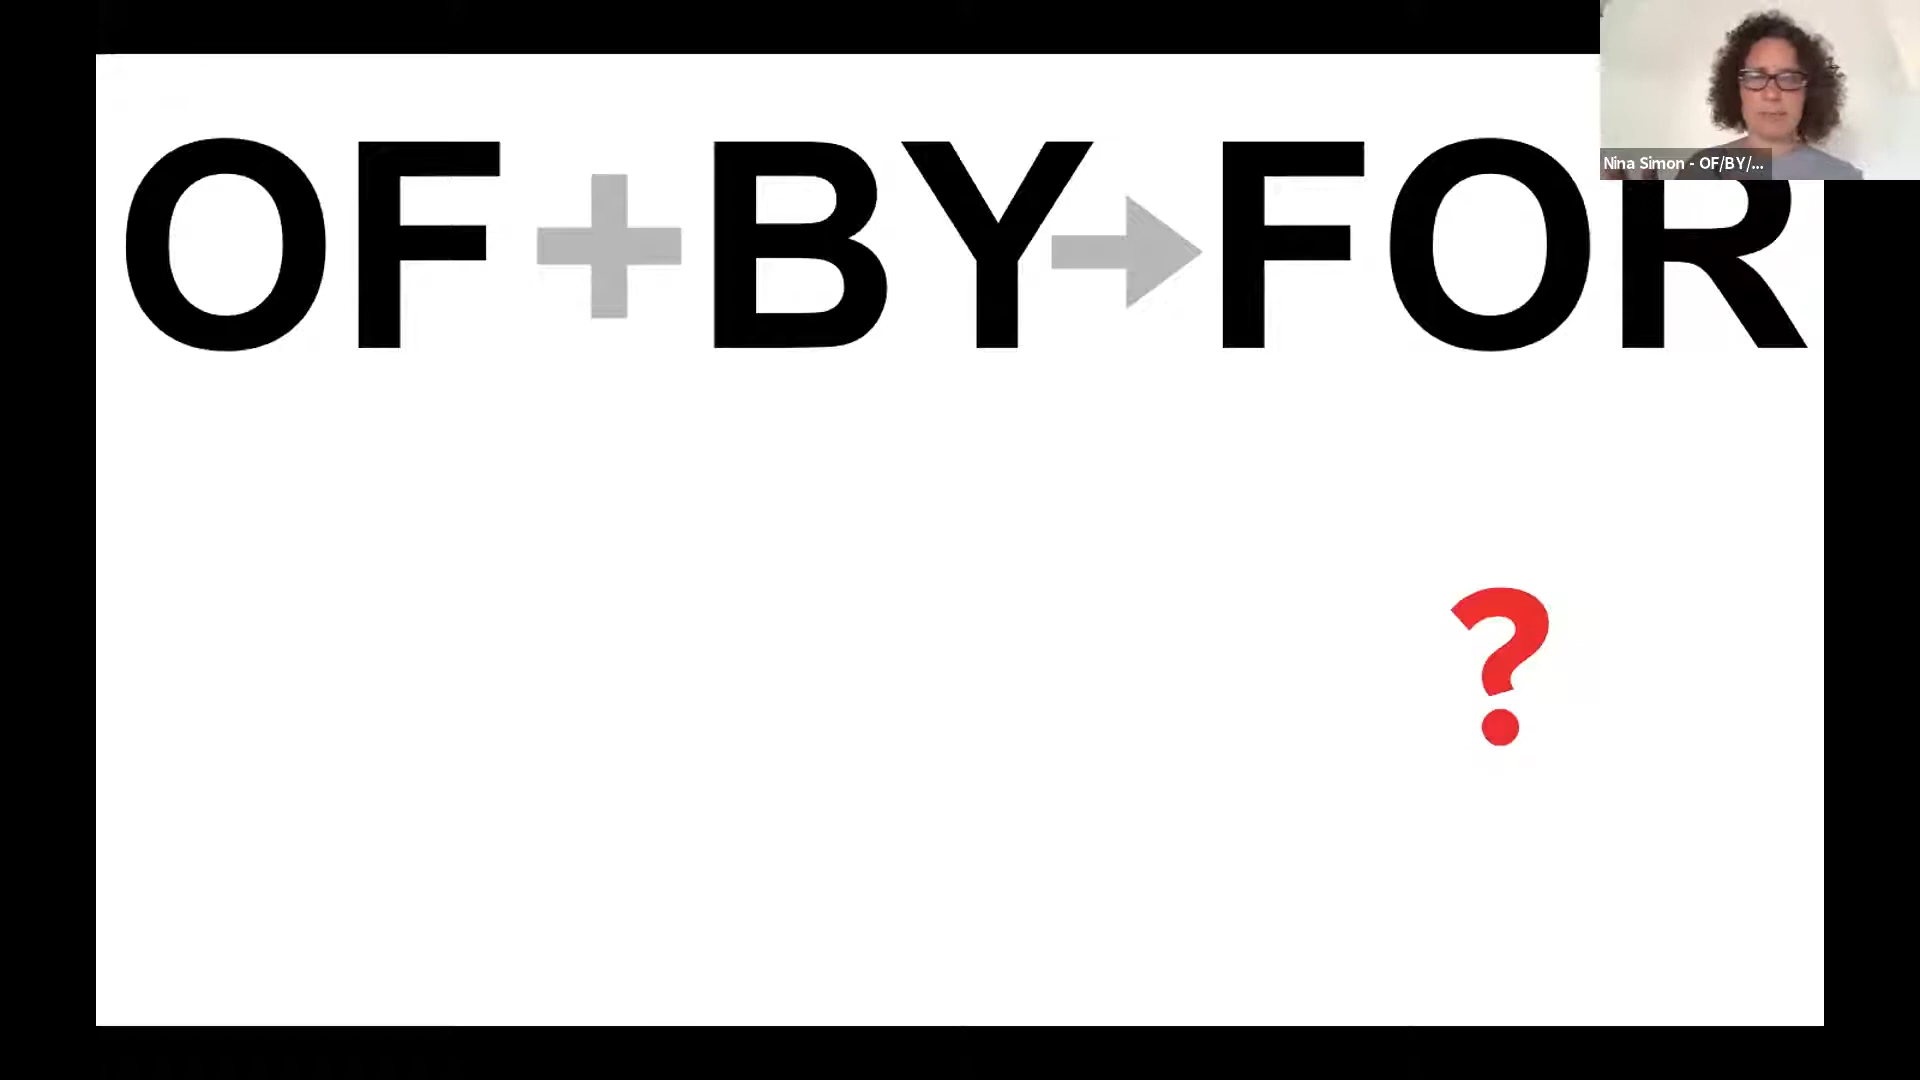 Nina Simon - OF/BY/...
OF + BY → FOR
?